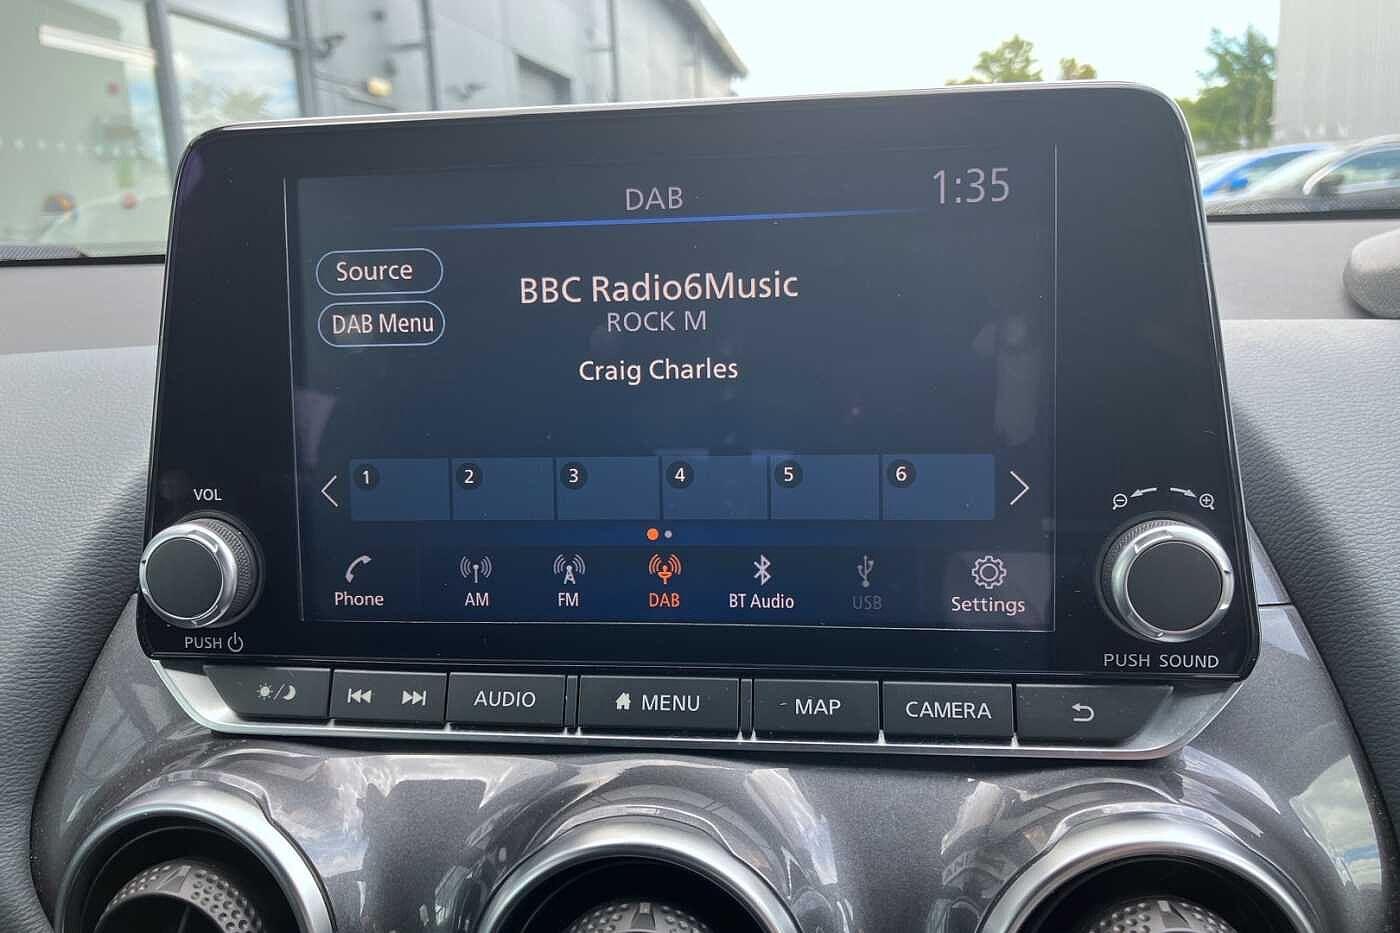 DAB
1:35
Source
BBC Radio6Music
DAB Menu
ROCK M
Craig Charles
1 2 3 4 5 6
VOL
Phone AM FM DAB BT Audio USB Settings
PUSH
PUSH SOUND
AUDIO MENU MAP CAMERA